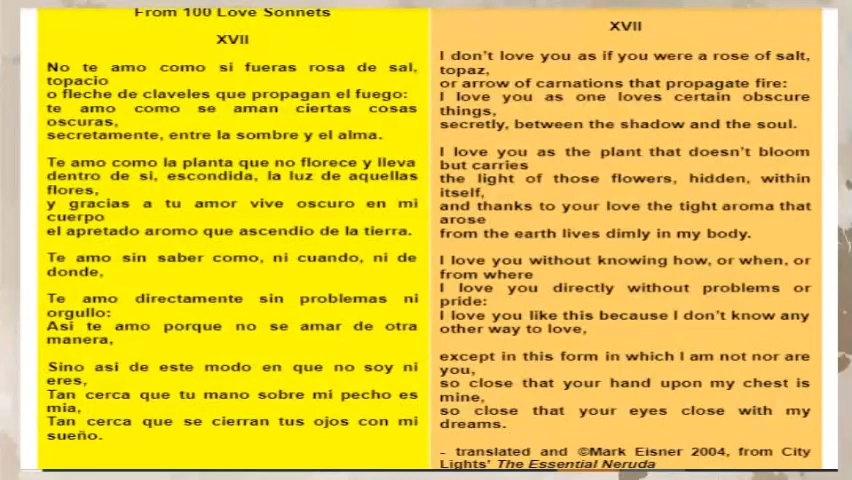 From 100 Love Sonnets
XVII
No te amo como si fueras rosa de sal,
topacio
o fleche de claveles que propagan el fuego:
te amo como se aman ciertas cosas
oscuras,
secretamente, entre la sombre y el alma.
Te amo como la planta que no florece y lleva
dentro de si, escondida, la luz de aquellas
flores,
y gracias a tu amor vive oscuro en mi
cuerpo
el apretado aromo que ascendio de la tierra.
Te amo sin saber como, ni cuando, ni de
donde,
Te amo directamente sin problemas ni
orgullo:
Asi te amo porque no se amar de otra
manera,
Sino asi de este modo en que no soy ni
eres,
Tan cerca que tu mano sobre mi pecho es
mia,
Tan cerca que se cierran tus ojos con mi
sueño.
XVII
I don't love you as if you were a rose of salt,
topaz,
or arrow of carnations that propagate fire:
I love you as one loves certain obscure
things,
secretly, between the shadow and the soul.
I love you as the plant that doesn't bloom
but carries
the light of those flowers, hidden, within
itself,
and thanks to your love the tight aroma that
arose
from the earth lives dimly in my body.
I love you without knowing how, or when, or
from where
I love you directly without problems or
pride:
I love you like this because I don't know any
other way to love,
except in this form in which I am not nor are
you,
so close that your hand upon my chest is
mine,
so close that your eyes close with my
dreams.
- translated and ©Mark Eisner 2004, from City
Lights' The Essential Neruda